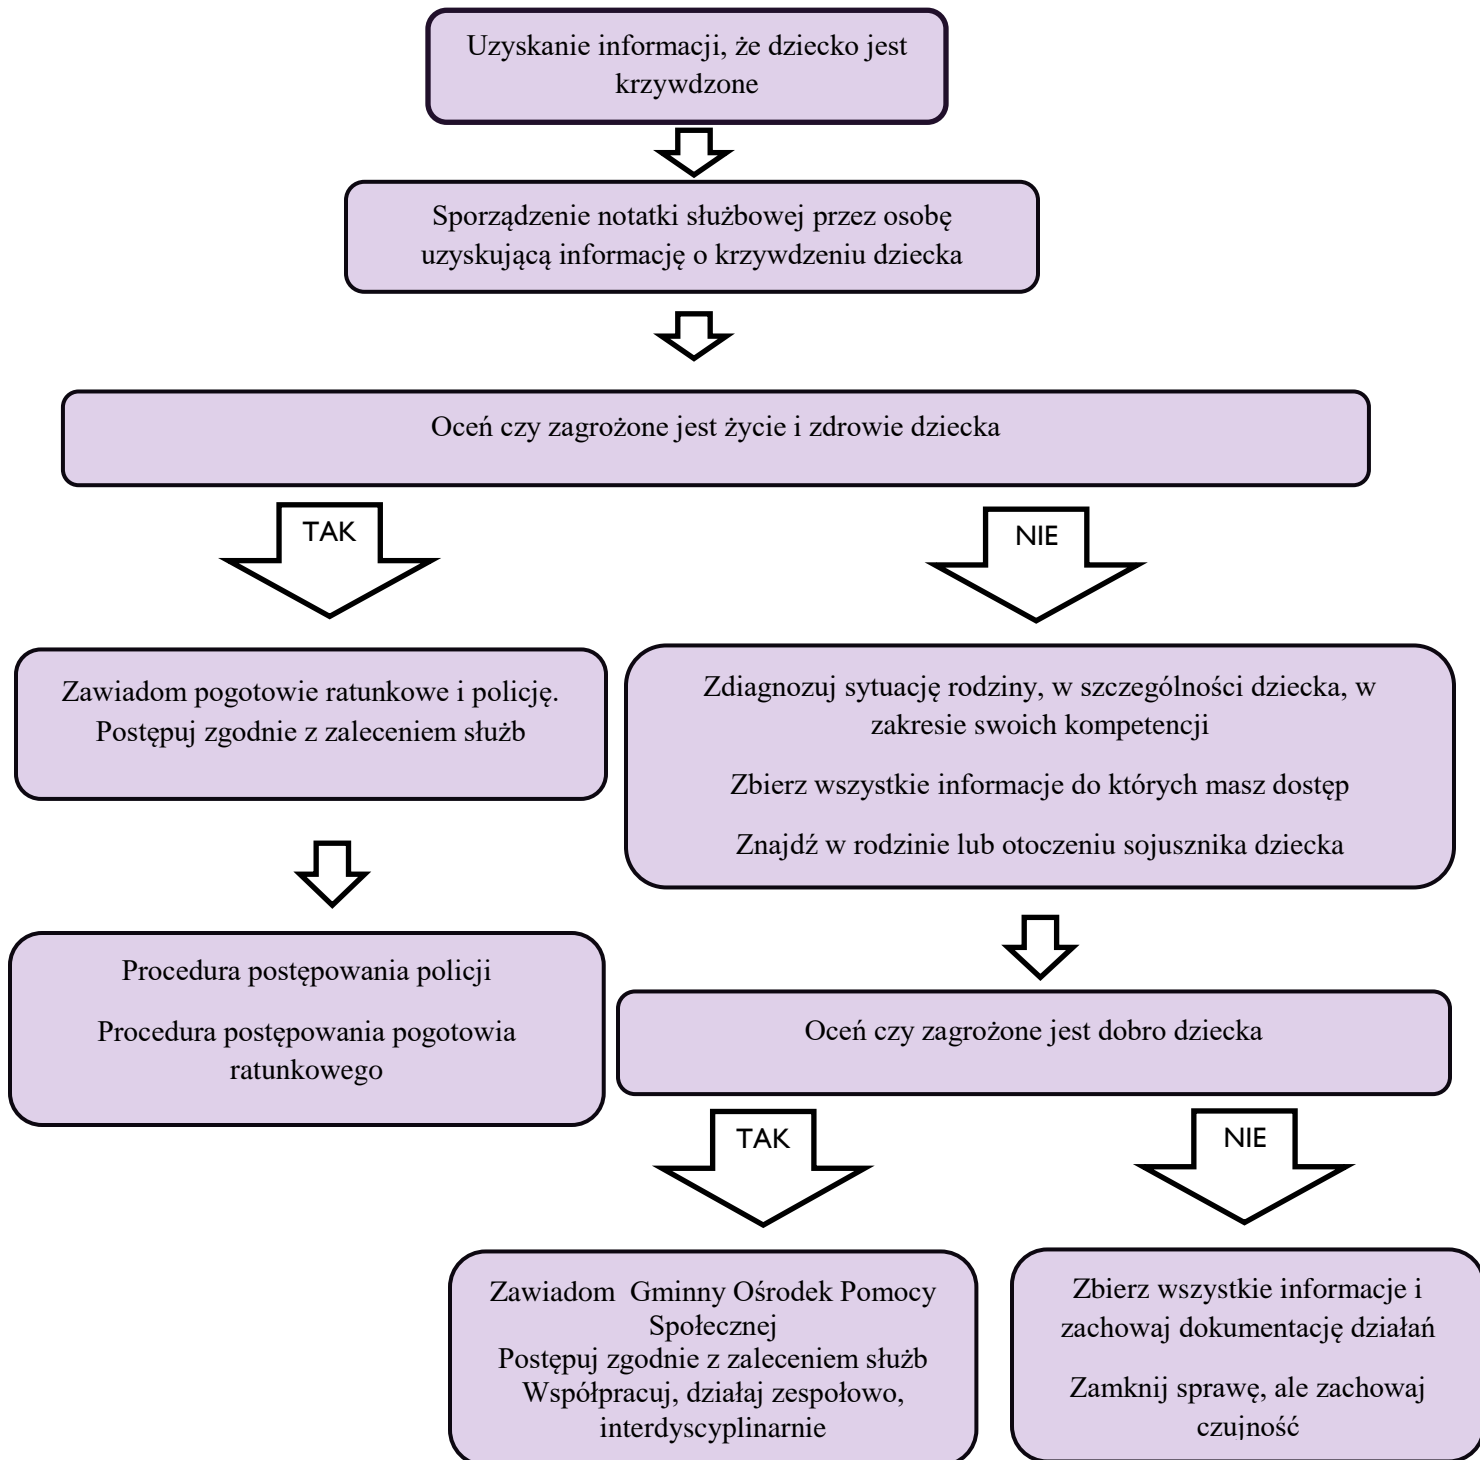 Uzyskanie informacji, że dziecko jest
krzywdzone
Sporządzenie notatki służbowej przez osobę
uzyskującą informację o krzywdzeniu dziecka
Oceń czy zagrożone jest życie i zdrowie dziecka
TAK
NIE
Zawiadom pogotowie ratunkowe i policję.
Postępuj zgodnie z zaleceniem służb
Zdiagnozuj sytuację rodziny, w szczególności dziecka, w
zakresie swoich kompetencji
Zbierz wszystkie informacje do których masz dostęp
Znajdź w rodzinie lub otoczeniu sojusznika dziecka
Procedura postępowania policji
Procedura postępowania pogotowia
ratunkowego
Oceń czy zagrożone jest dobro dziecka
TAK
NIE
Zawiadom Gminny Ośrodek Pomocy
Społecznej
Postępuj zgodnie z zaleceniem służb
Współpracuj, działaj zespołowo,
interdyscyplinarnie
Zbierz wszystkie informacje i
zachowaj dokumentację działań
Zamknij sprawę, ale zachowaj
czujność